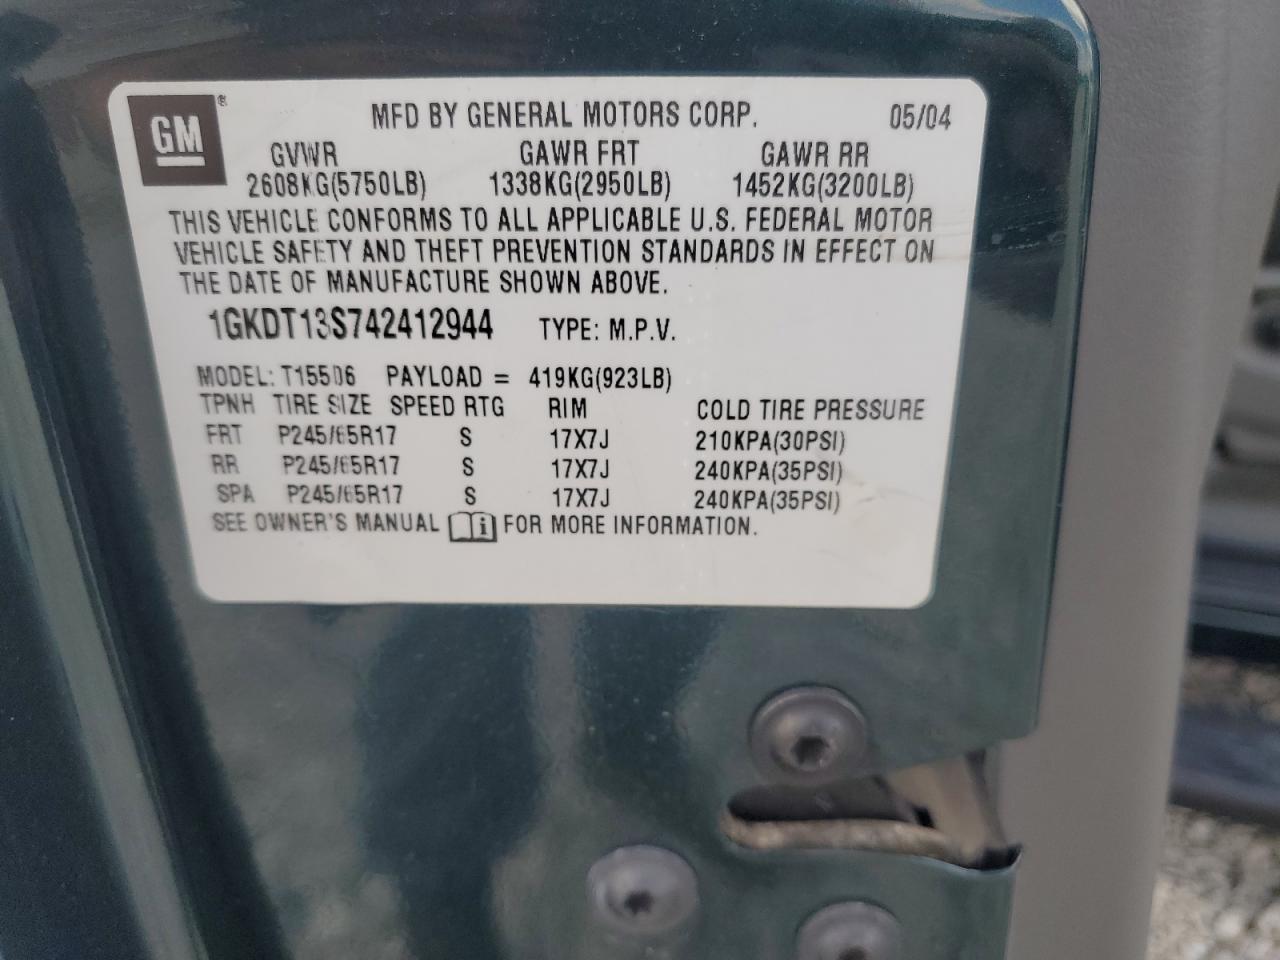 GM ® MFD BY GENERAL MOTORS CORP. 05/04
GVWR GAWR FRT GAWR RR
2608KG(5750LB) 1338KG(2950LB) 1452KG(3200LB)
THIS VEHICLE CONFORMS TO ALL APPLICABLE U.S. FEDERAL MOTOR
VEHICLE SAFETY AND THEFT PREVENTION STANDARDS IN EFFECT ON
THE DATE OF MANUFACTURE SHOWN ABOVE.
1GKDT13S742412944 TYPE: M.P.V.
MODEL: T15506 PAYLOAD = 419KG(923LB)
TPNH TIRE SIZE SPEED RTG RIM COLD TIRE PRESSURE
FRT P245/65R17 S 17X7J 210KPA(30PSI)
RR P245/65R17 S 17X7J 240KPA(35PSI)
SPA P245/65R17 S 17X7J 240KPA(35PSI)
SEE OWNER'S MANUAL i FOR MORE INFORMATION.